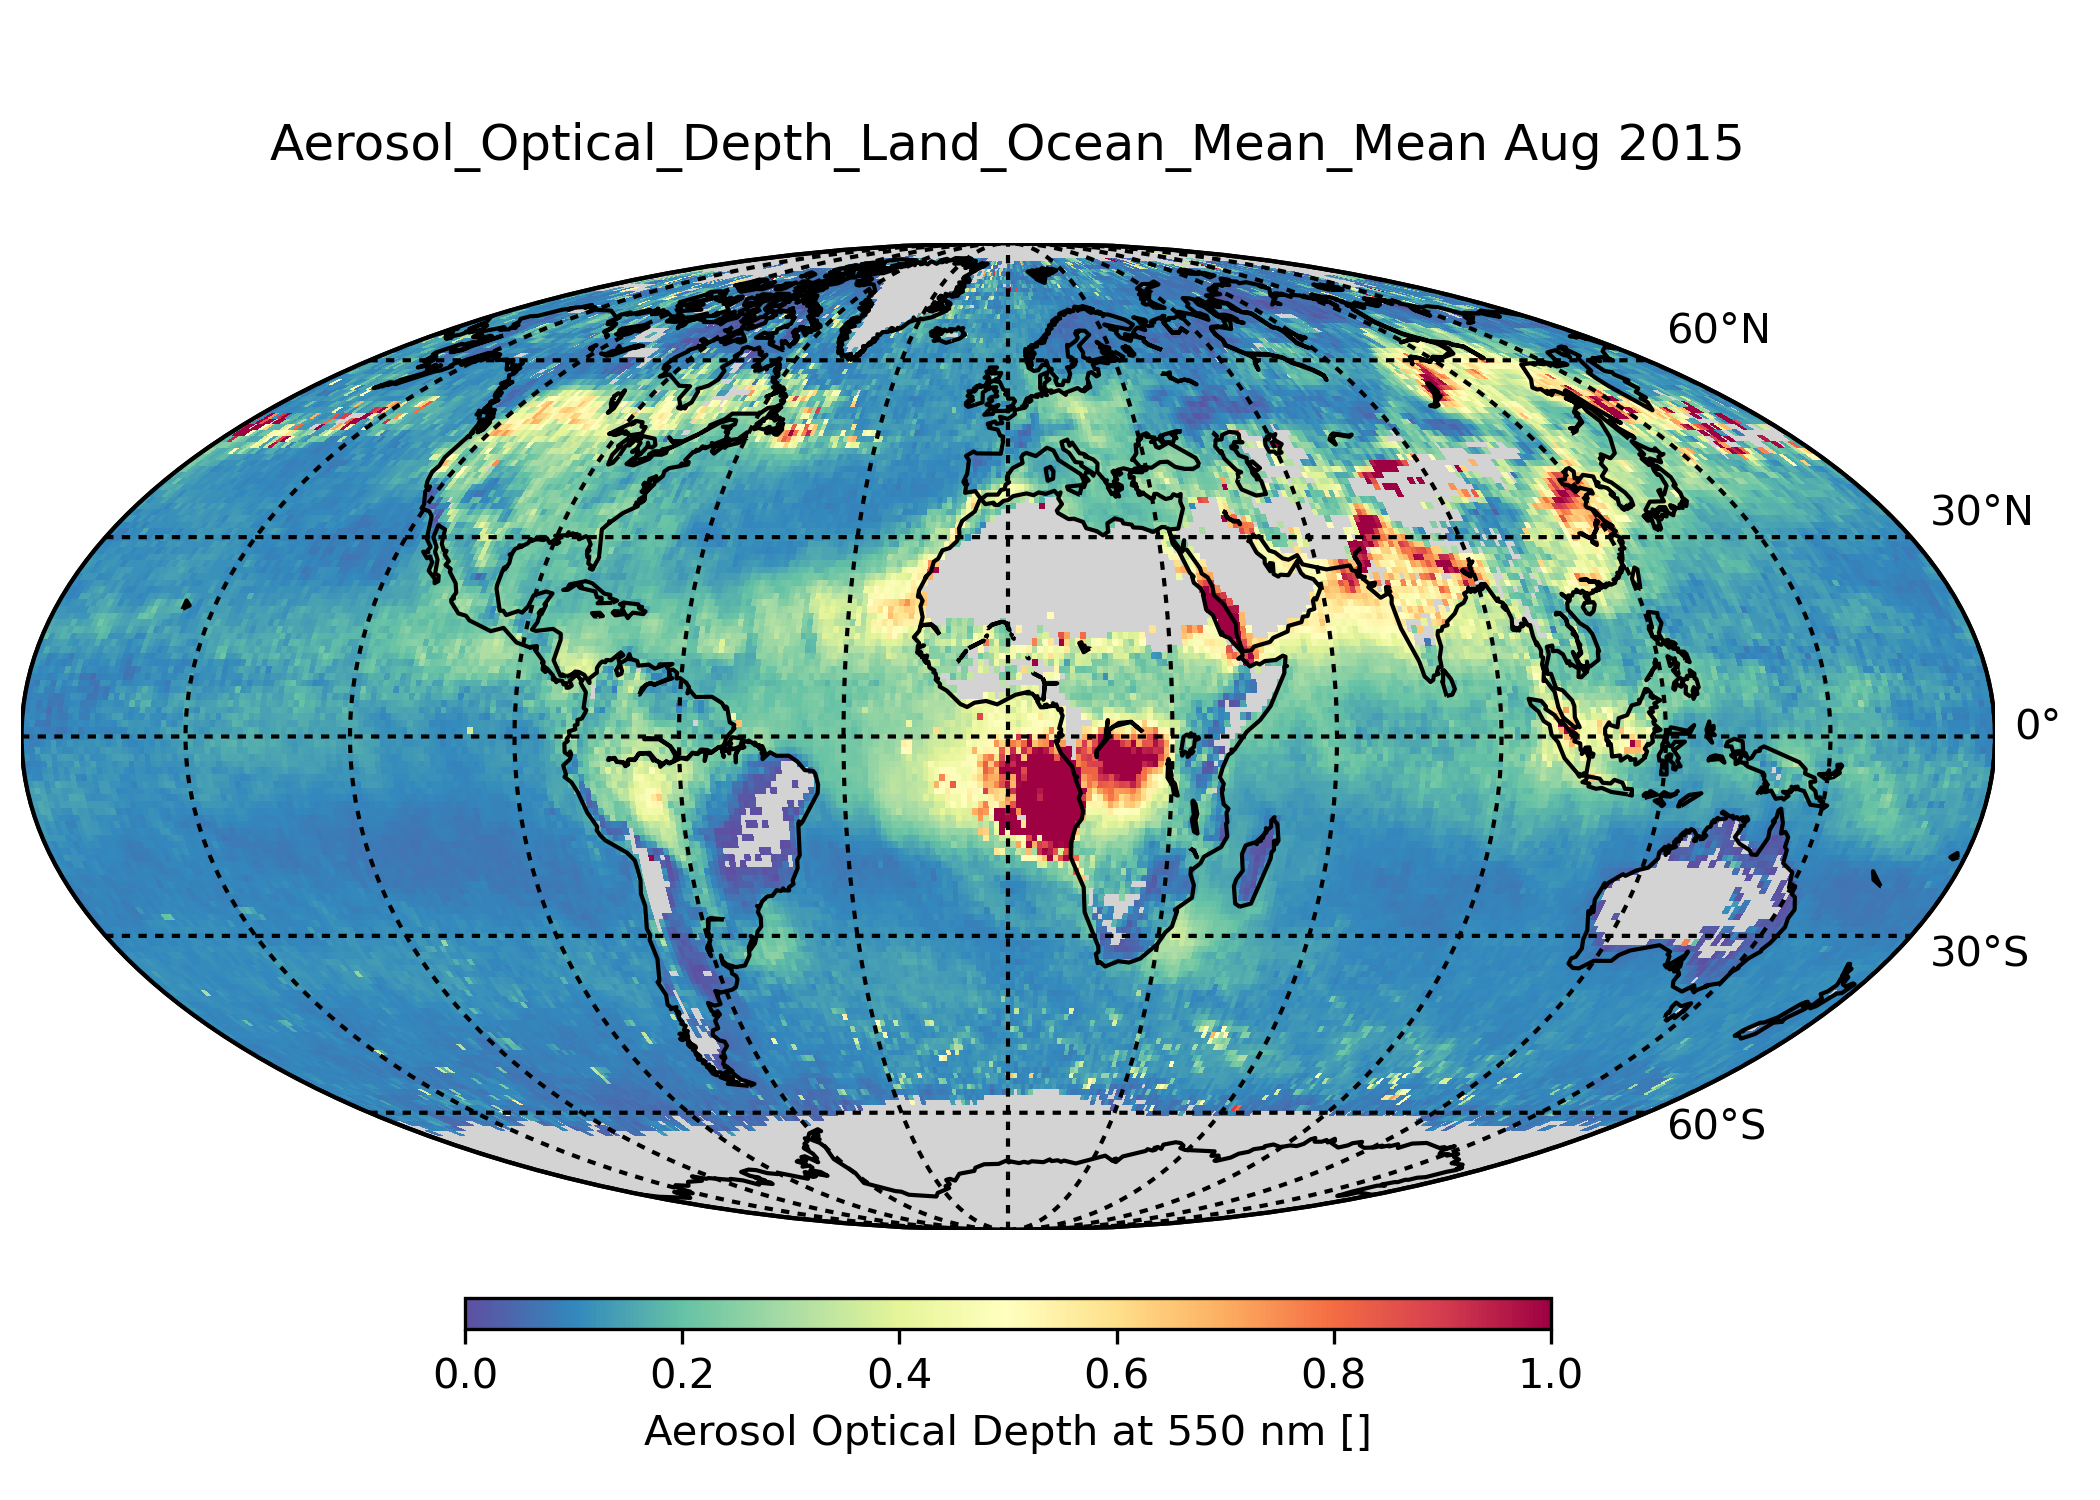 Aerosol_Optical_Depth_Land_Ocean_Mean_Mean Aug 2015
60°N
30°N
0°
30°S
60°S
0.0 0.2 0.4 0.6 0.8 1.0
Aerosol Optical Depth at 550 nm []